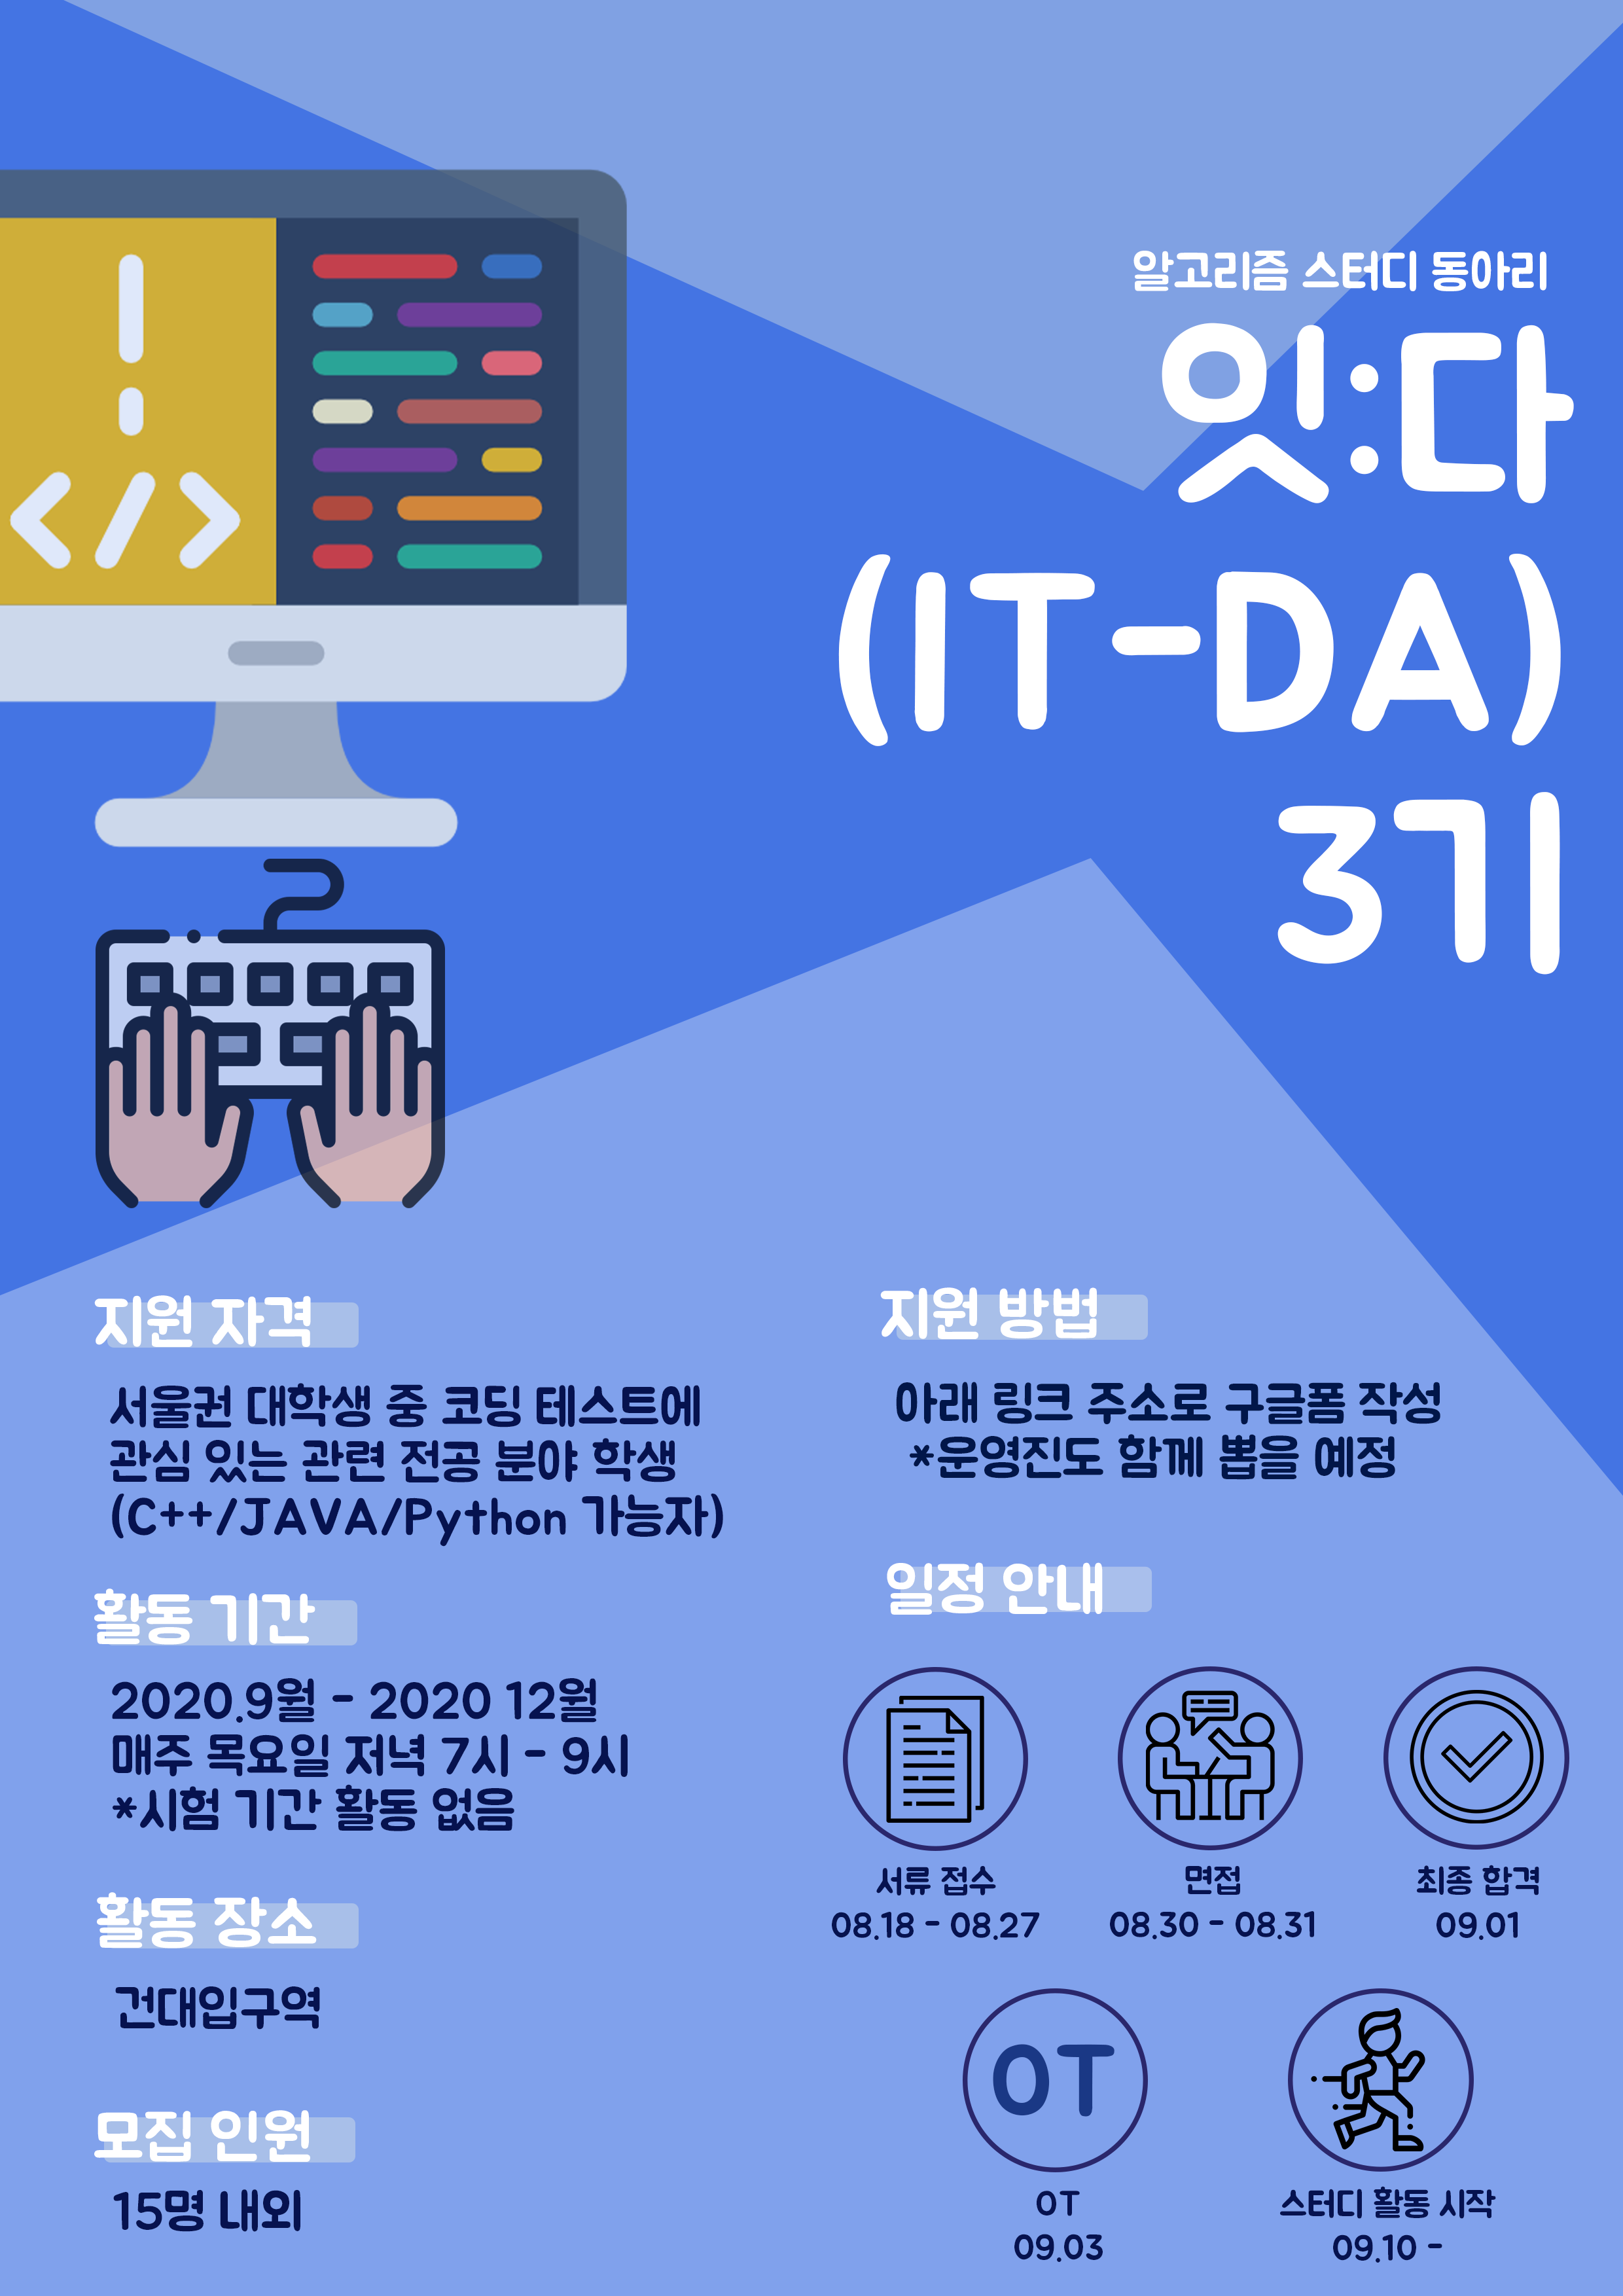 알고리즘 스터디 동아리
잇:다
(IT-DA)
3기
</>
지원 자격
서울권 대학생 중 코딩 테스트에
관심 있는 관련 전공 분야 학생
(C++/JAVA/Python 가능자)
활동 기간
2020.9월 - 2020 12월
매주 목요일 저녁 7시 - 9시
*시험 기간 활동 없음
활동 장소
건대입구역
모집 인원
15명 내외
지원 방법
아래 링크 주소로 구글폼 작성
*운영진도 함께 뽑을 예정
일정 안내
서류 접수
08.18 - 08.27
면접
08.30 - 08.31
최종 합격
09.01
OT
OT
09.03
스터디 활동 시작
09.10 -